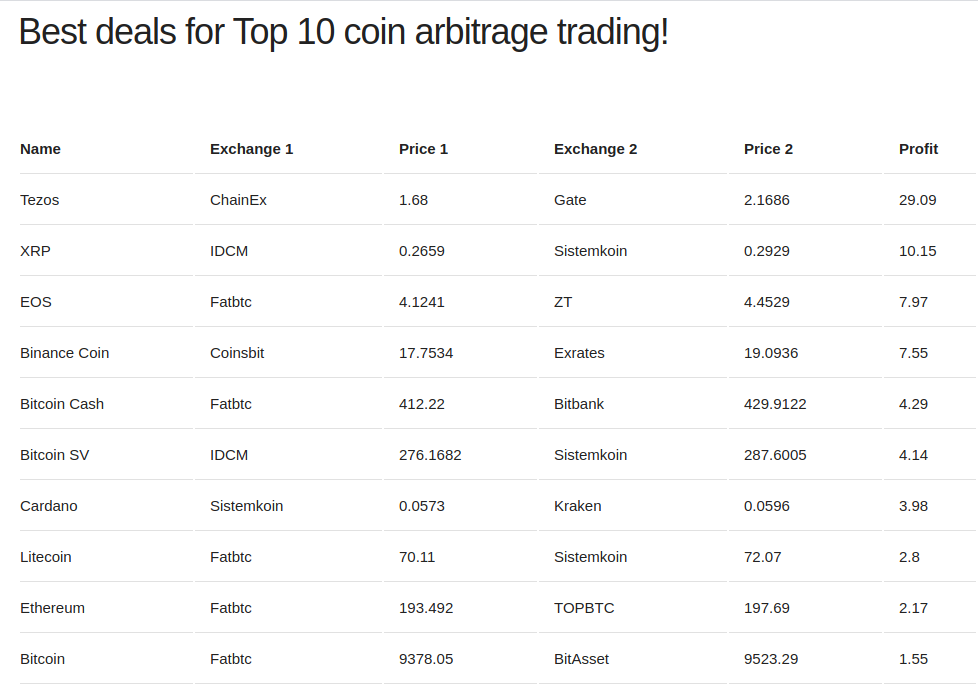 Best deals for Top 10 coin arbitrage trading!
Name Exchange 1 Price 1 Exchange 2 Price 2 Profit
Tezos ChainEx 1.68 Gate 2.1686 29.09
XRP IDCM 0.2659 Sistemkoin 0.2929 10.15
EOS Fatbtc 4.1241 ZT 4.4529 7.97
Binance Coin Coinsbit 17.7534 Exrates 19.0936 7.55
Bitcoin Cash Fatbtc 412.22 Bitbank 429.9122 4.29
Bitcoin SV IDCM 276.1682 Sistemkoin 287.6005 4.14
Cardano Sistemkoin 0.0573 Kraken 0.0596 3.98
Litecoin Fatbtc 70.11 Sistemkoin 72.07 2.8
Ethereum Fatbtc 193.492 TOPBTC 197.69 2.17
Bitcoin Fatbtc 9378.05 BitAsset 9523.29 1.55